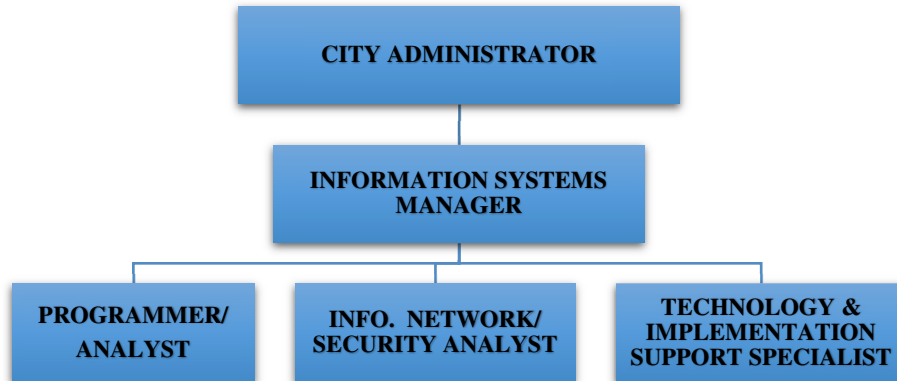 CITY ADMINISTRATOR
INFORMATION SYSTEMS
MANAGER
PROGRAMMER/
ANALYST
INFO. NETWORK/
SECURITY ANALYST
TECHNOLOGY &
IMPLEMENTATION
SUPPORT SPECIALIST